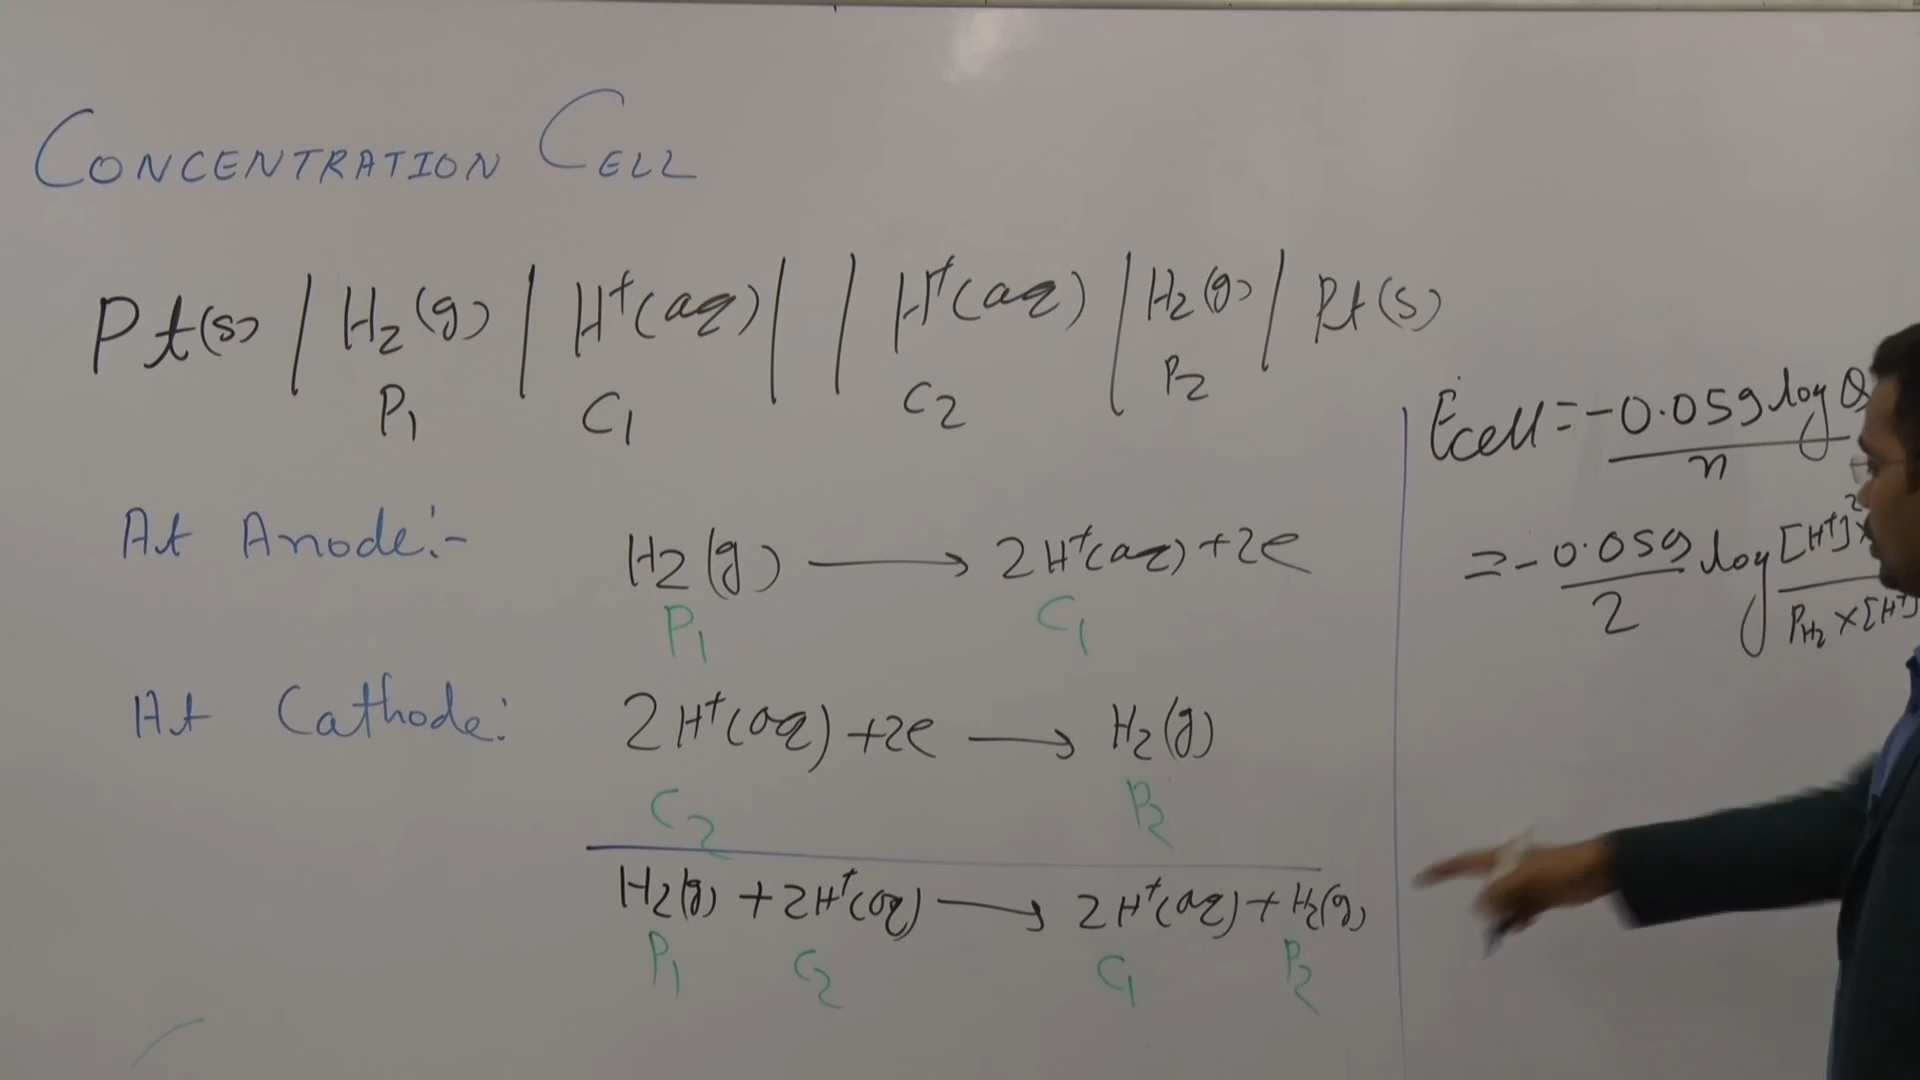 CONCENTRATION CELL
Pt(s) | H2(g) | H+(aq) | | H+(aq) | H2(g) | Pt(s)
P1 C1 C2 P2
At Anode:- H2(g) ⟶ 2H+(aq) +2e
P1 C1
At Cathode: 2H+(aq) +2e ⟶ H2(g)
C2 P2
H2(g) + 2H+(aq) ⟶ 2H+(aq) + H2(g)
P1 C2 C1 P2
Ecell = -0.059 log Q
n
= -0.059 log [H+]2 ×
2 PH2 × [H+]